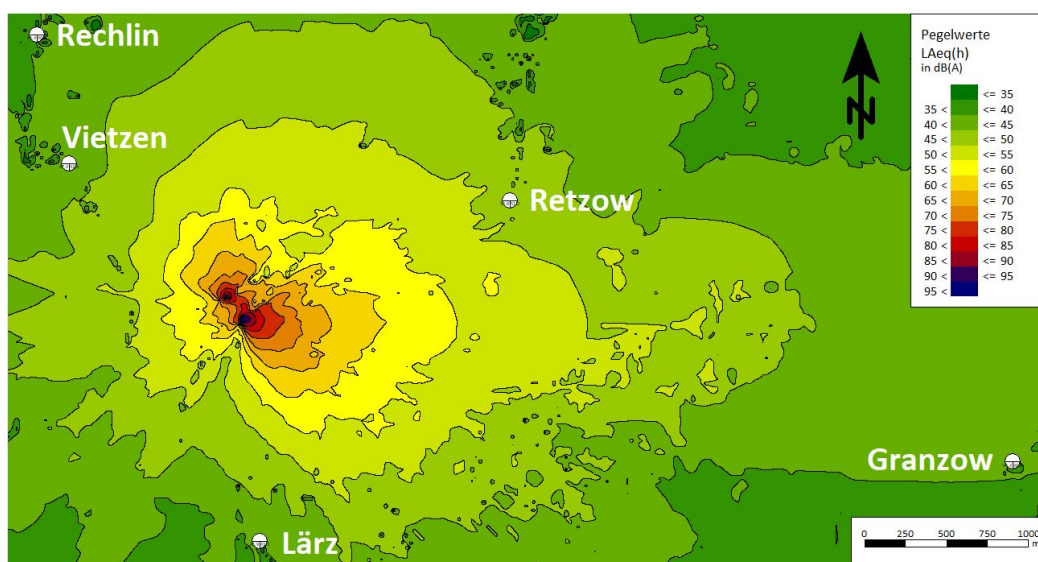 Rechlin
Vietzen
Retzow
Granzow
Lärz
N
Pegelwerte
LAeq(h)
in dB(A)
<= 35
35 < <= 40
40 < <= 45
45 < <= 50
50 < <= 55
55 < <= 60
60 < <= 65
65 < <= 70
70 < <= 75
75 < <= 80
80 < <= 85
85 < <= 90
90 < <= 95
95 <
0 250 500 750 1000
m